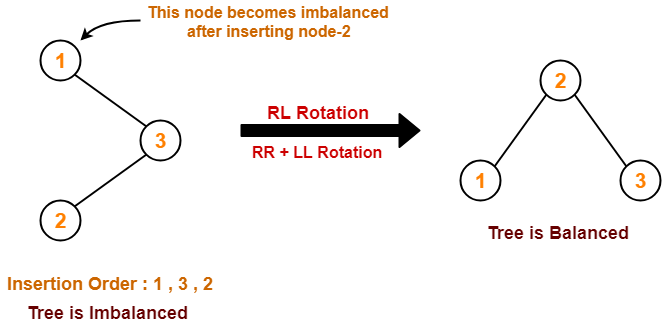 This node becomes imbalanced
after inserting node-2
1
3
2
Insertion Order : 1 , 3 , 2
Tree is Imbalanced
RL Rotation
RR + LL Rotation
2
1
3
Tree is Balanced